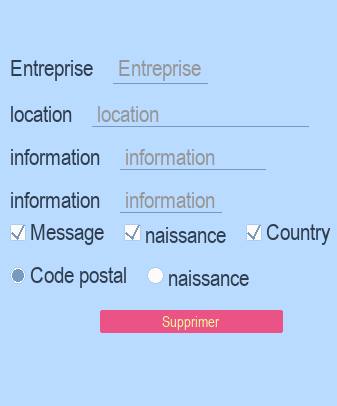 Entreprise Entreprise
location location
information information
information information
Message naissance Country
Code postal naissance
Supprimer